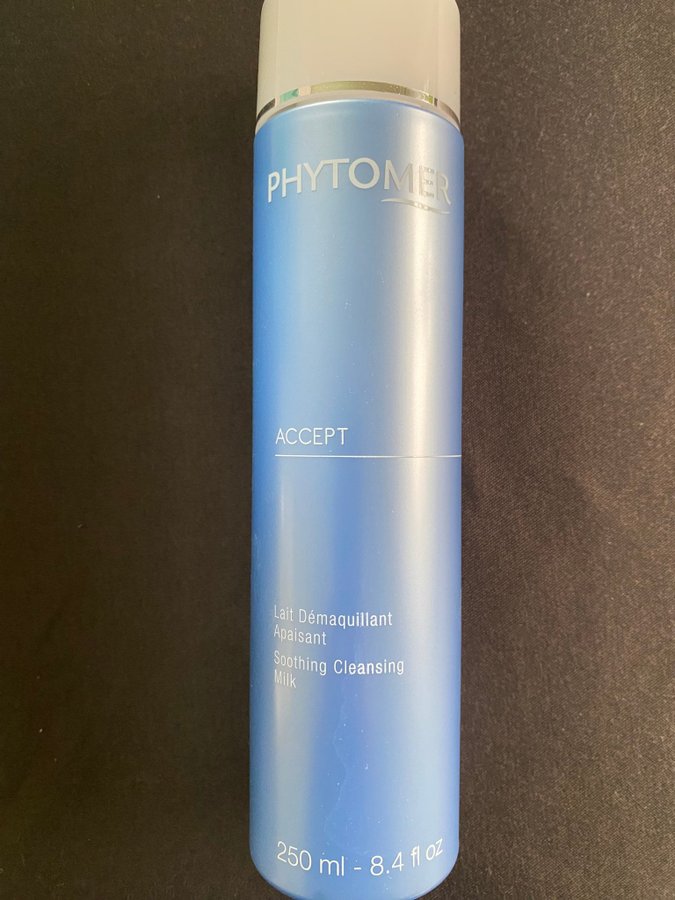 PHYTOMER
ACCEPT
Lait Démaquillant
Apaisant
Soothing Cleansing
Milk
250 ml - 8.4 fl oz